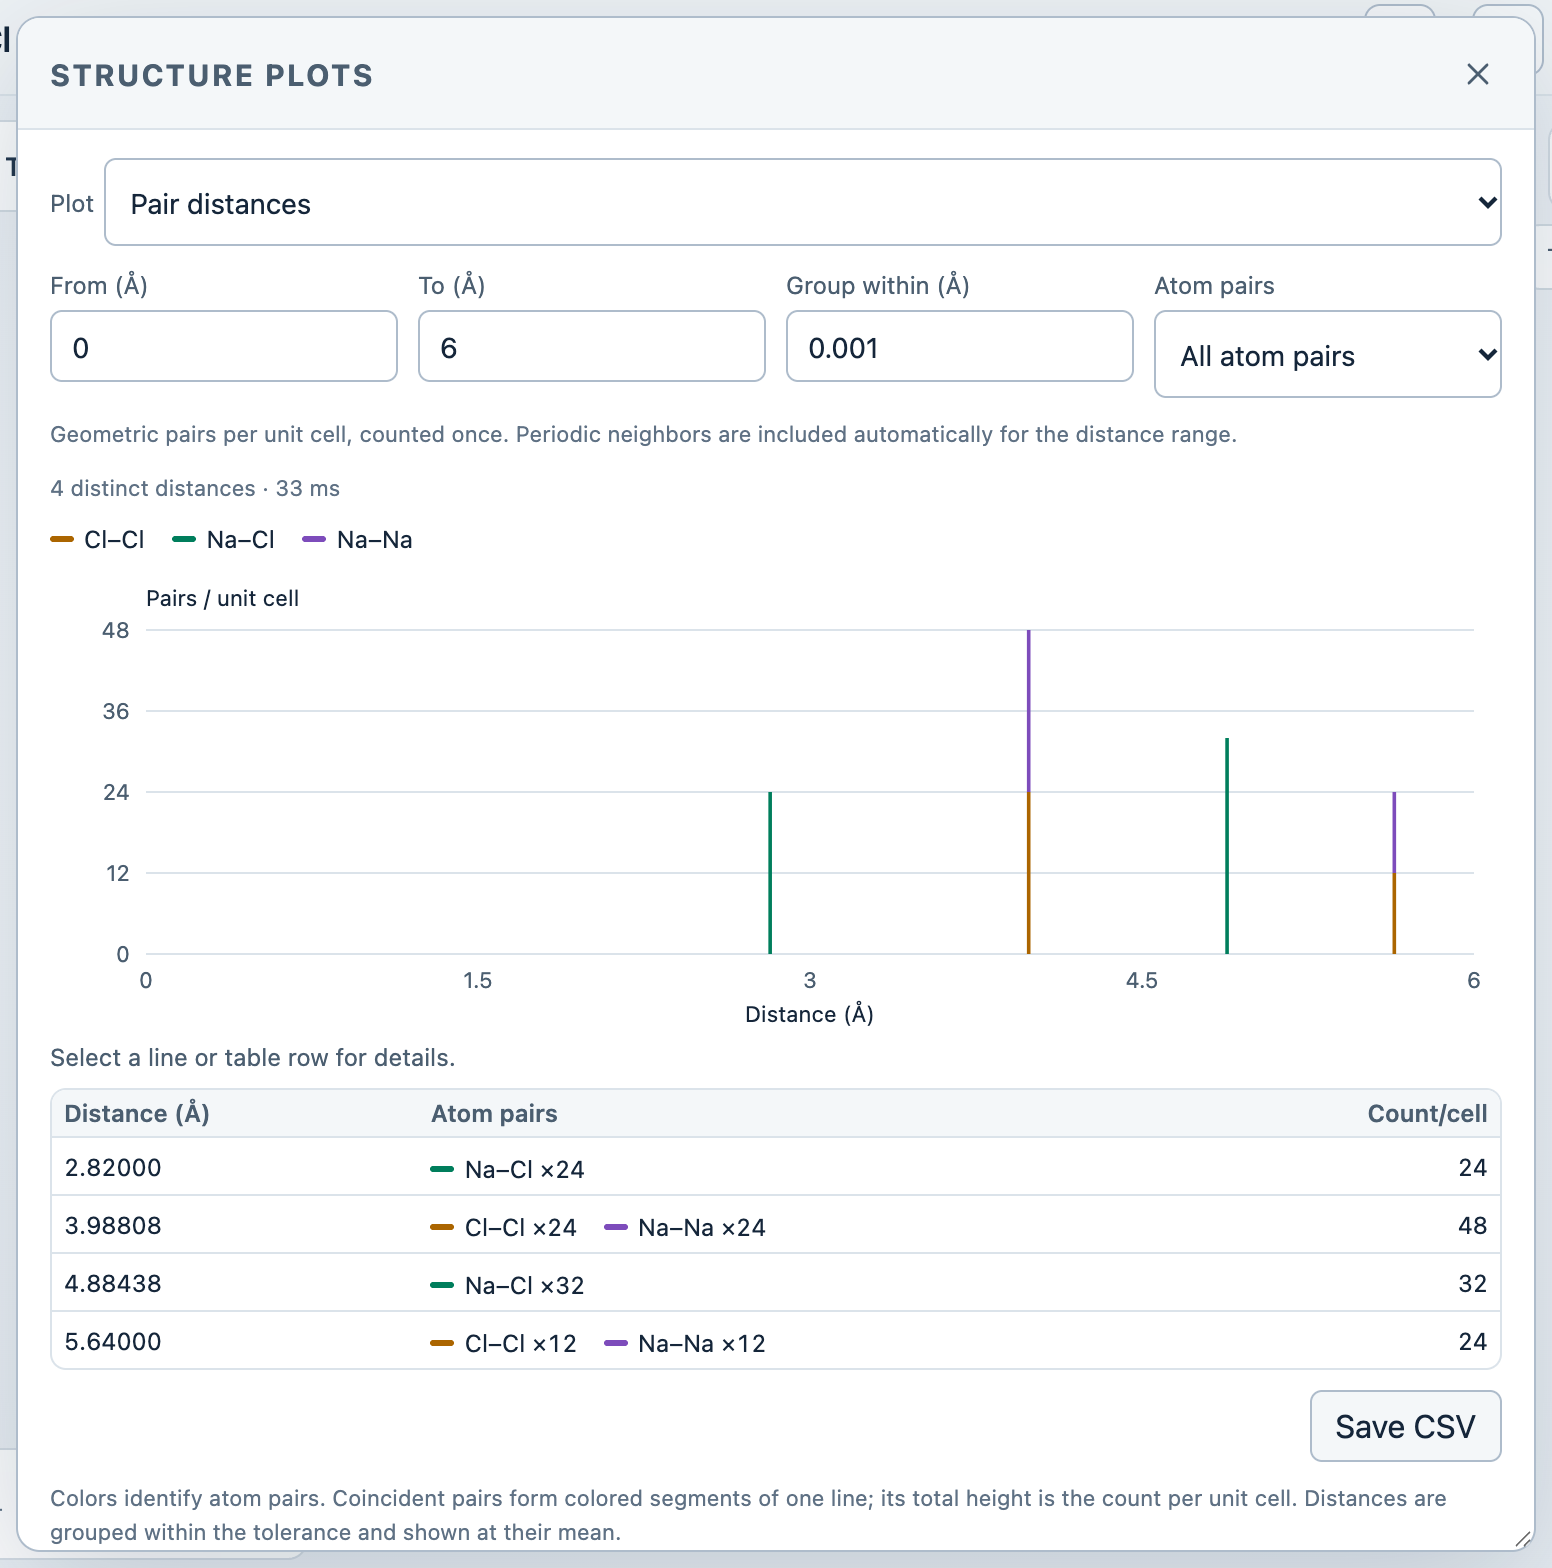 STRUCTURE PLOTS
Plot Pair distances
From (Å) To (Å) Group within (Å) Atom pairs
0 6 0.001 All atom pairs
Geometric pairs per unit cell, counted once. Periodic neighbors are included automatically for the distance range.
4 distinct distances · 33 ms
Cl–Cl Na–Cl Na–Na
Pairs / unit cell
48
36
24
12
0
0 1.5 3 4.5 6
Distance (Å)
Select a line or table row for details.
Distance (Å) Atom pairs Count/cell
2.82000 Na–Cl ×24 24
3.98808 Cl–Cl ×24 Na–Na ×24 48
4.88438 Na–Cl ×32 32
5.64000 Cl–Cl ×12 Na–Na ×12 24
Save CSV
Colors identify atom pairs. Coincident pairs form colored segments of one line; its total height is the count per unit cell. Distances are
grouped within the tolerance and shown at their mean.